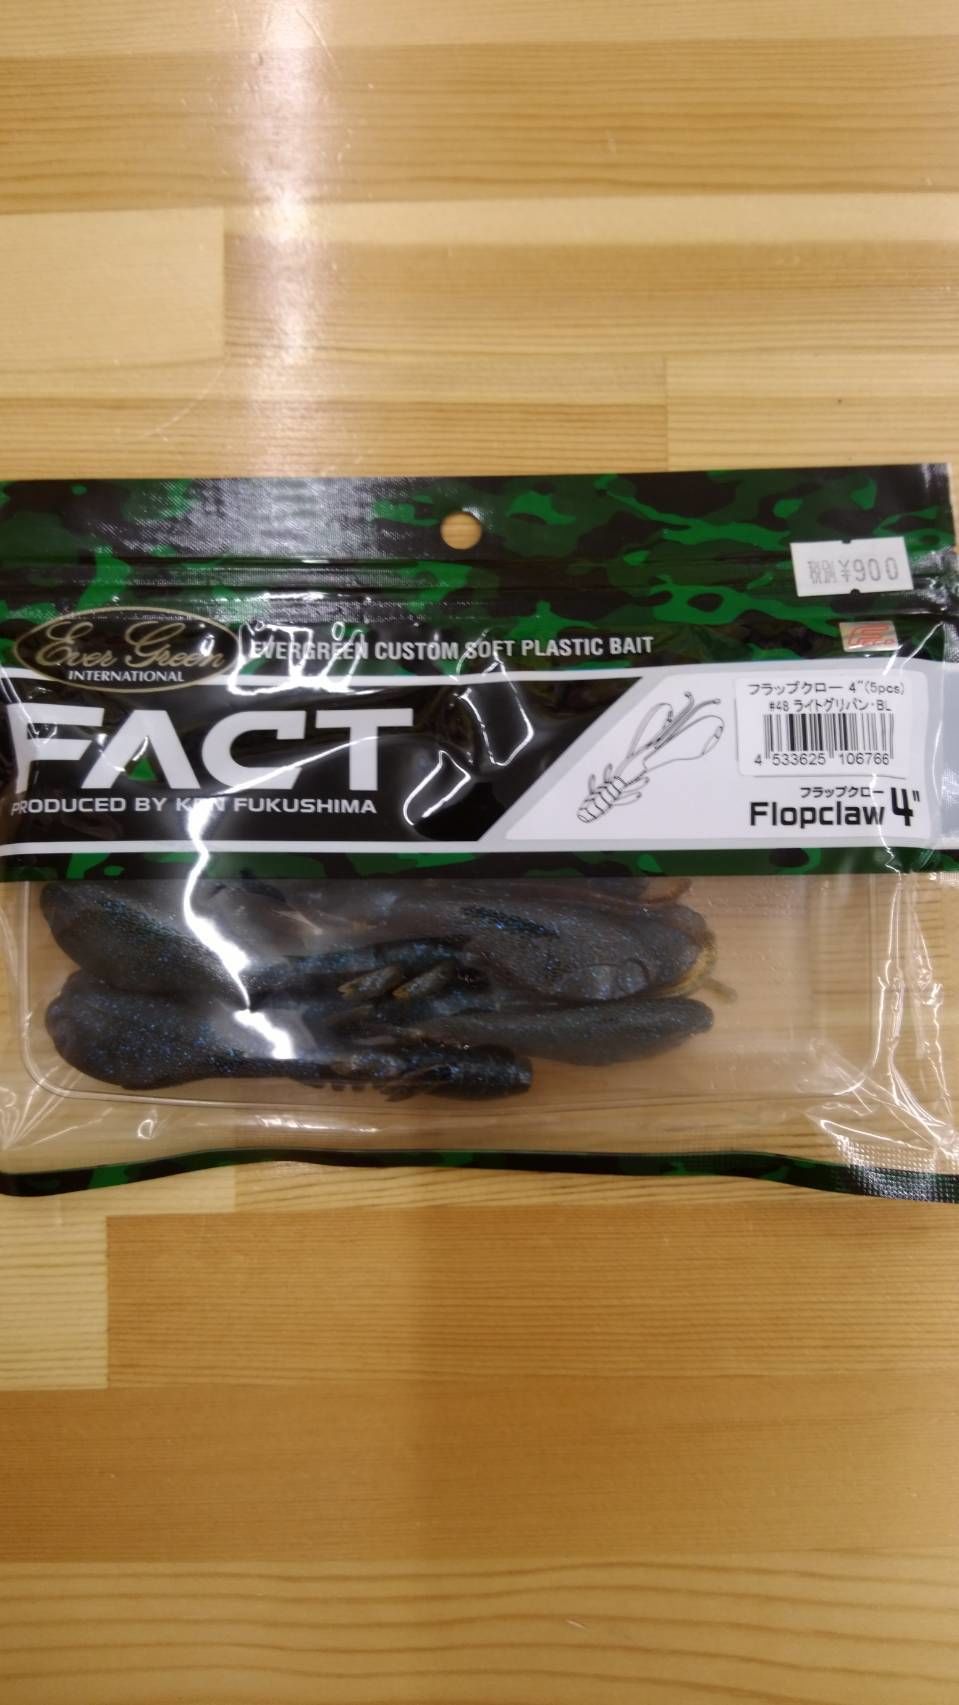 税別¥900
Ever Green
INTERNATIONAL
EVERGREEN CUSTOM SOFT PLASTIC BAIT
FACT
PRODUCED BY KEN FUKUSHIMA
フラップクロー 4"(5pcs)
#48 ライトグリパン・BL
4 533625 106766
フラップクロー
Flopclaw 4"